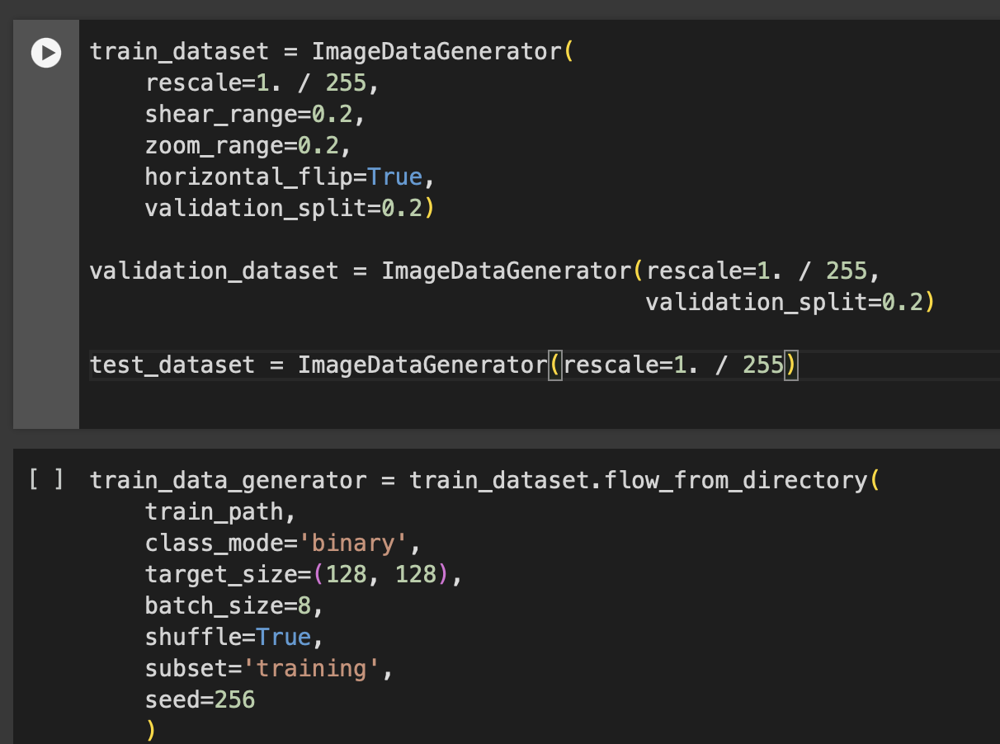 train_dataset = ImageDataGenerator(
    rescale=1. / 255,
    shear_range=0.2,
    zoom_range=0.2,
    horizontal_flip=True,
    validation_split=0.2)

validation_dataset = ImageDataGenerator(rescale=1. / 255,
                                        validation_split=0.2)

test_dataset = ImageDataGenerator(rescale=1. / 255)

[ ] train_data_generator = train_dataset.flow_from_directory(
    train_path,
    class_mode='binary',
    target_size=(128, 128),
    batch_size=8,
    shuffle=True,
    subset='training',
    seed=256
    )